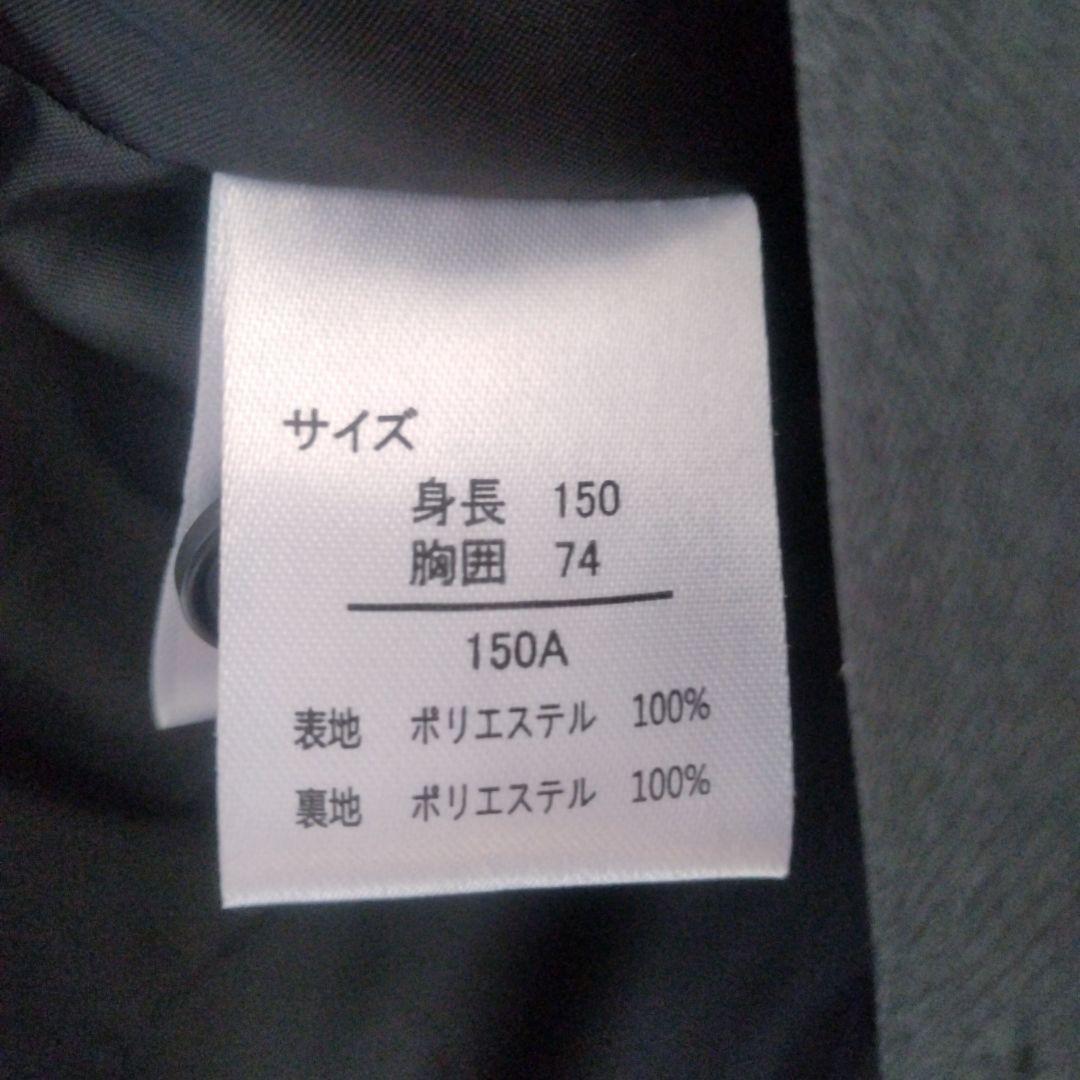 サイズ
身長 150
胸囲 74
150A
表地 ポリエステル 100%
裏地 ポリエステル 100%